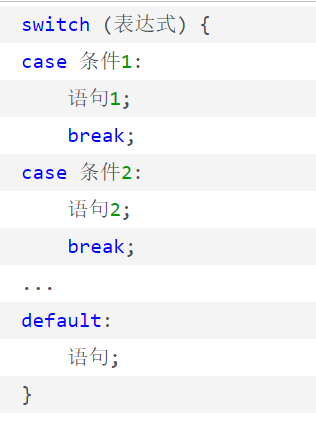 switch (表达式) {
case 条件1:
    语句1;
    break;
case 条件2:
    语句2;
    break;
...
default:
    语句;
}